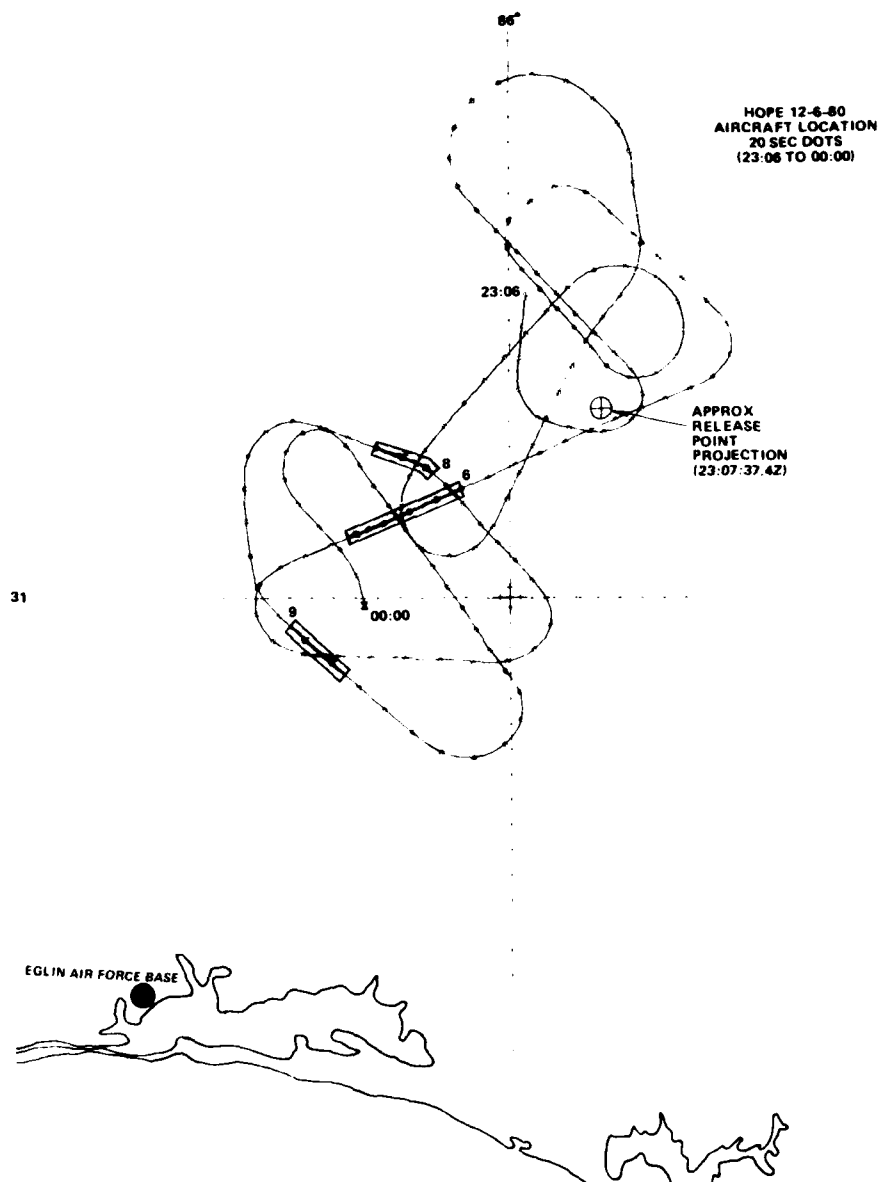 86°
HOPE 12-6-80
AIRCRAFT LOCATION
20 SEC DOTS
(23:06 TO 00:00)
23:06
APPROX
RELEASE
POINT
PROJECTION
(23:07:37.4Z)
8
6
31
9
00:00
EGLIN AIR FORCE BASE